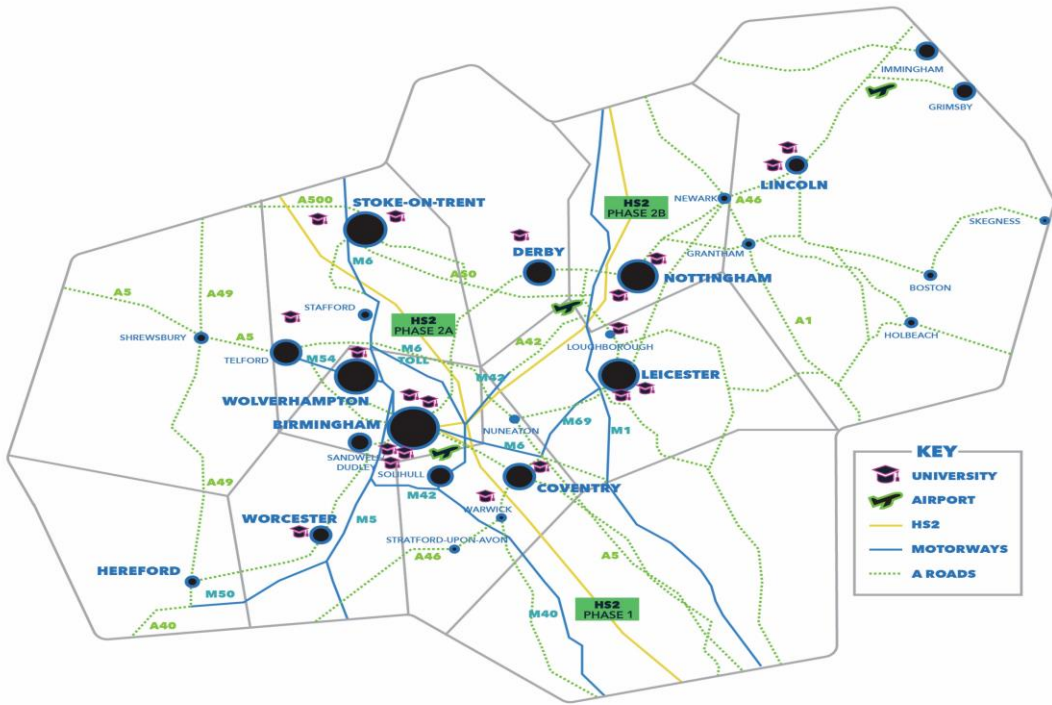 IMMINGHAM
GRIMSBY
LINCOLN
A500
STOKE-ON-TRENT
NEWARK
A46
HS2
PHASE 2B
SKEGNESS
DERBY
GRANTHAM
NOTTINGHAM
M6
A50
BOSTON
A5
A49
STAFFORD
HS2
PHASE 2A
A1
SHREWSBURY
A5
HOLBEACH
TELFORD
M54
M6
TOLL
A42
LOUGHBOROUGH
M42
LEICESTER
WOLVERHAMPTON
BIRMINGHAM
NUNEATON
M69
M1
M6
SANDWELL/
DUDLEY
SOLIHULL
COVENTRY
M42
A49
WARWICK
WORCESTER
M5
STRATFORD-UPON-AVON
A46
A5
HEREFORD
M50
A40
M40
HS2
PHASE 1
KEY
UNIVERSITY
AIRPORT
HS2
MOTORWAYS
A ROADS